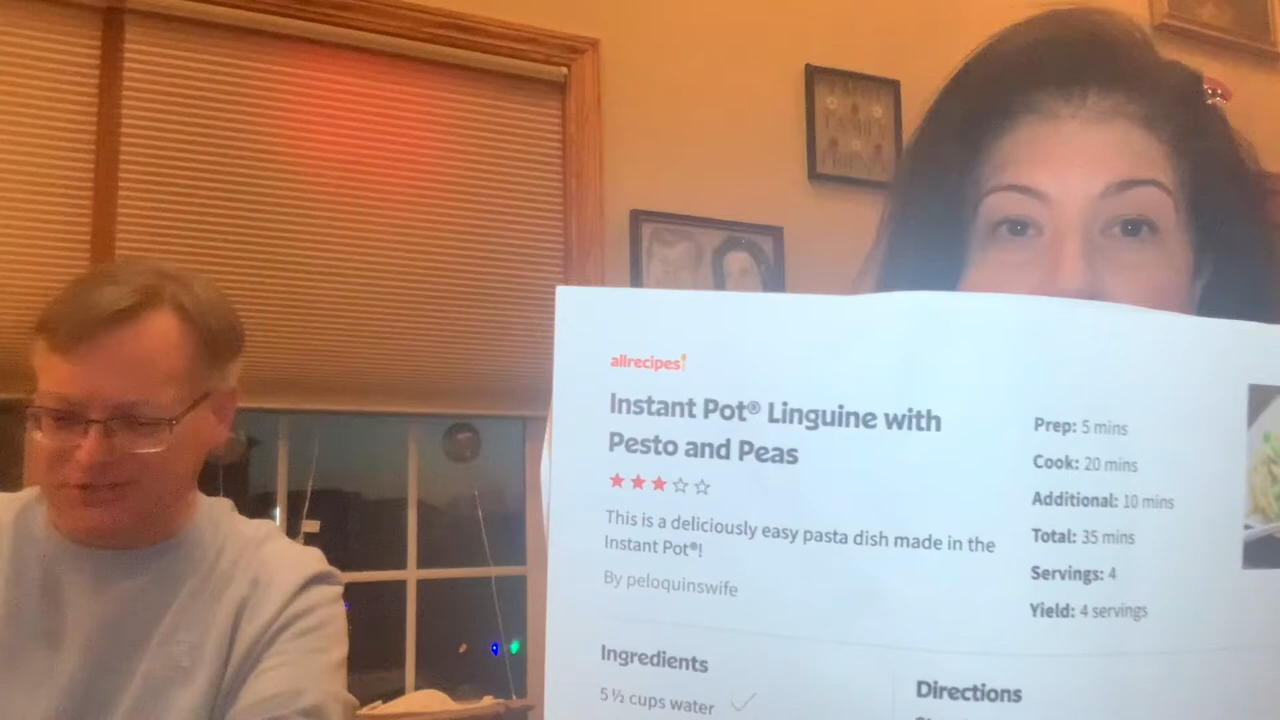 allrecipes
Instant Pot® Linguine with
Pesto and Peas
This is a deliciously easy pasta dish made in the
Instant Pot®!
By peloquinswife
Prep: 5 mins
Cook: 20 mins
Additional: 10 mins
Total: 35 mins
Servings: 4
Yield: 4 servings
Ingredients
5 ½ cups water
Directions